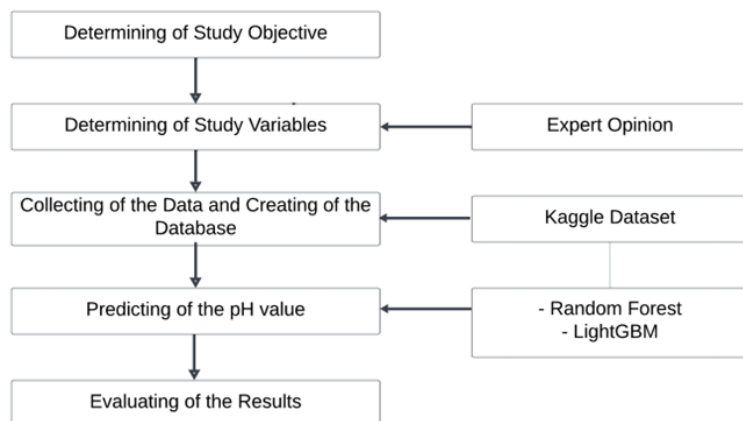 Determining of Study Objective
Determining of Study Variables
Expert Opinion
Collecting of the Data and Creating of the
Database
Kaggle Dataset
Predicting of the pH value
- Random Forest
- LightGBM
Evaluating of the Results